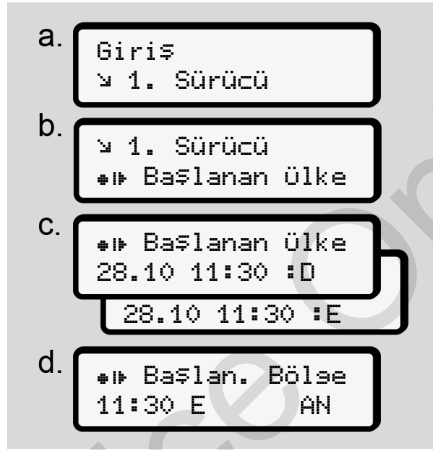 a.
Giriş
↘ 1. Sürücü
b.
↘ 1. Sürücü
●ı▶ Başlanan ülke
c.
●ı▶ Başlanan ülke
28.10 11:30 :D
28.10 11:30 :E
d.
●ı▶ Başlan. Bölge
11:30 E AN